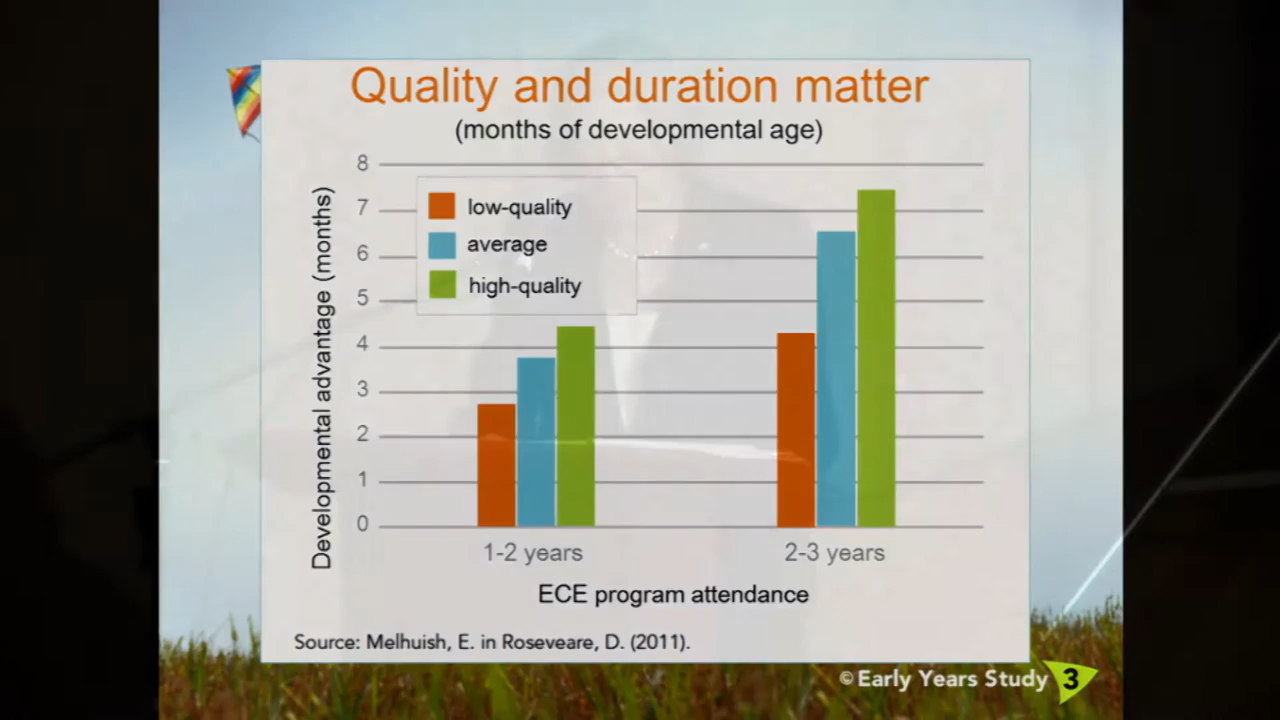 Quality and duration matter
(months of developmental age)
Developmental advantage (months)
8
7
6
5
4
3
2
1
0
low-quality
average
high-quality
1-2 years
2-3 years
ECE program attendance
Source: Melhuish, E. in Roseveare, D. (2011).
©Early Years Study 3